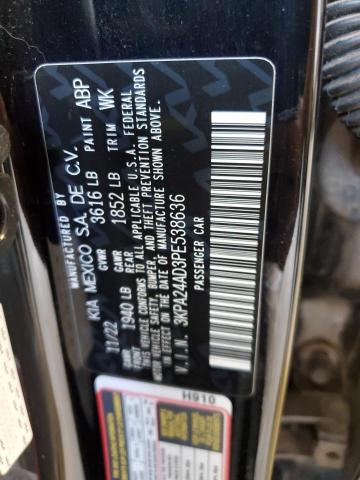 MANUFACTURED BY
KIA MEXICO S.A. DE C.V.
11/22 GVWR 3616 LB PAINT ABP
GAWR FRONT 1940 LB GAWR REAR 1852 LB TRIM WK
THIS VEHICLE CONFORMS TO ALL APPLICABLE U.S.A. FEDERAL
MOTOR VEHICLE SAFETY, BUMPER, AND THEFT PREVENTION STANDARDS
IN EFFECT ON THE DATE OF MANUFACTURE SHOWN ABOVE.
V.I.N. 3KPA24AD3PE538636
PASSENGER CAR
H910